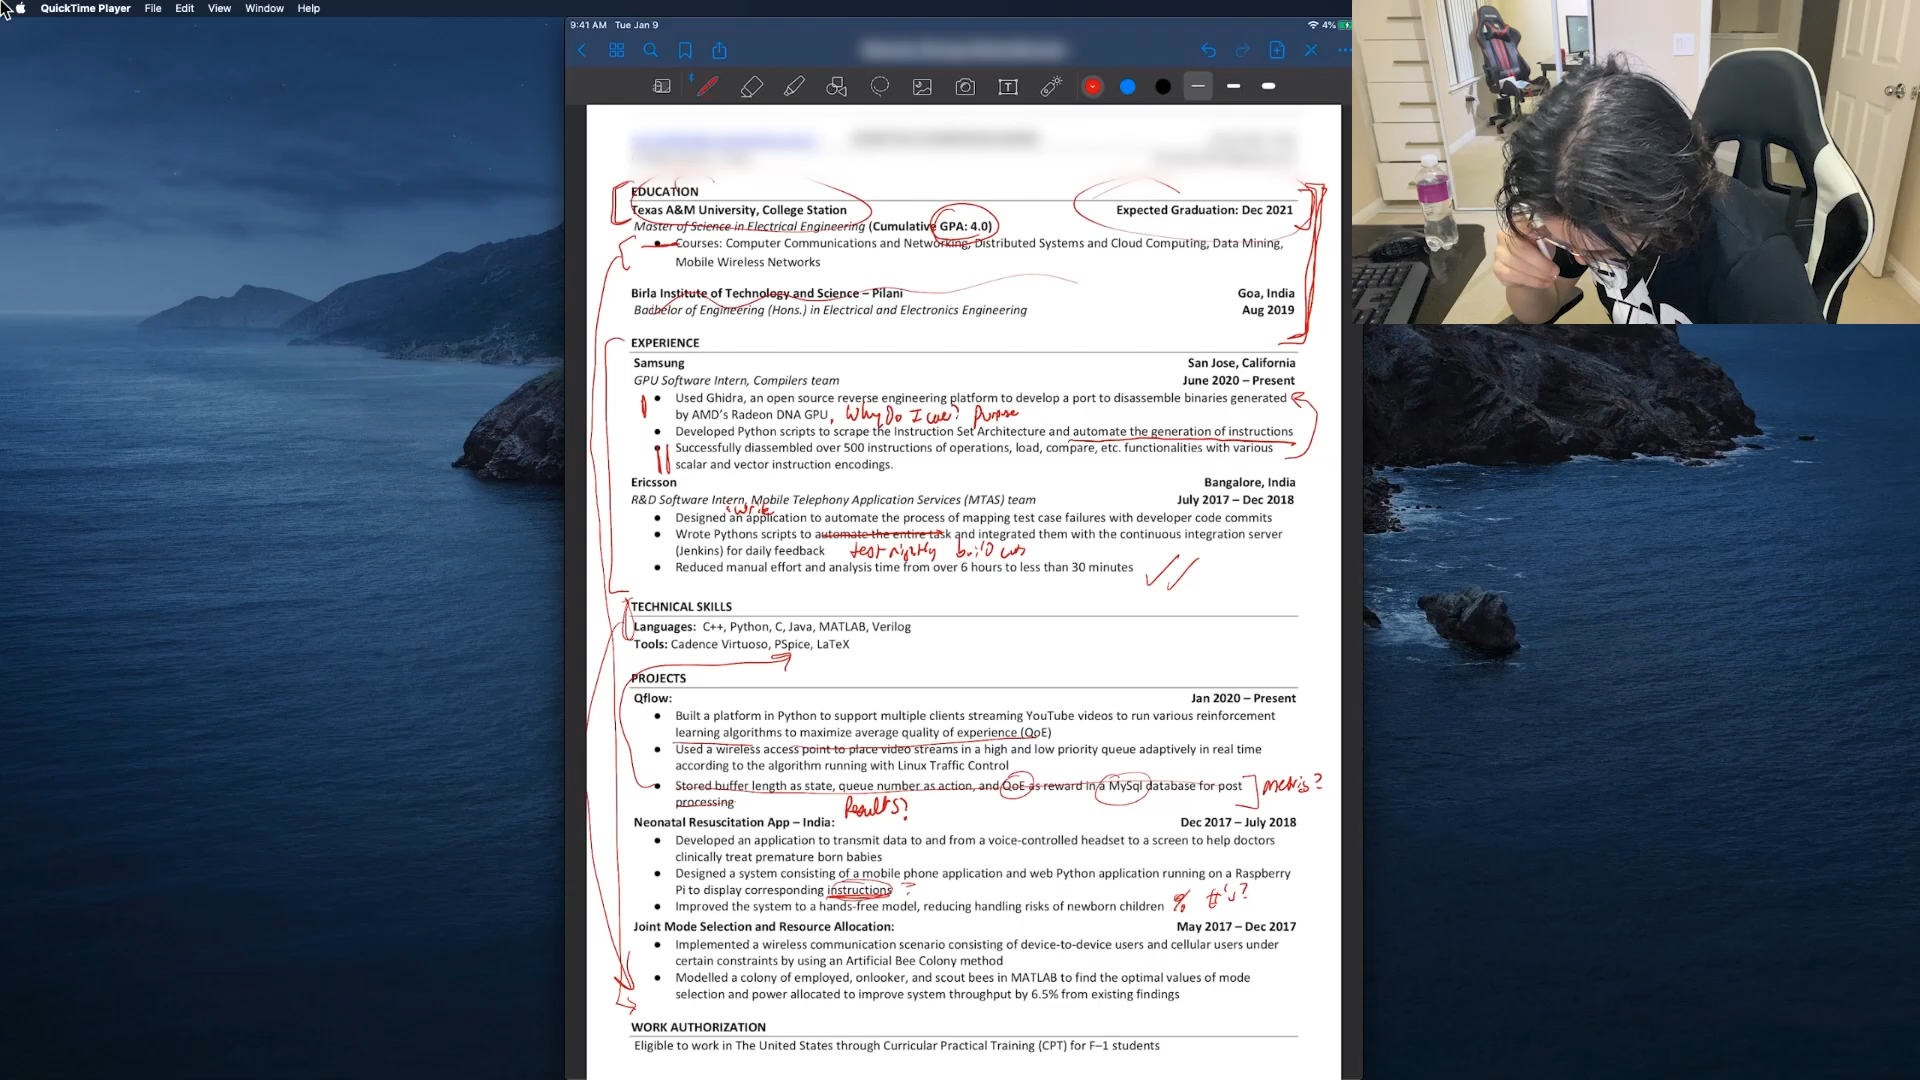 QuickTime Player File Edit View Window Help
9:41 AM Tue Jan 9
4%
EDUCATION
Texas A&M University, College Station Expected Graduation: Dec 2021
Master of Science in Electrical Engineering (Cumulative GPA: 4.0)
Courses: Computer Communications and Networking, Distributed Systems and Cloud Computing, Data Mining,
Mobile Wireless Networks
Birla Institute of Technology and Science – Pilani Goa, India
Bachelor of Engineering (Hons.) in Electrical and Electronics Engineering Aug 2019
EXPERIENCE
Samsung San Jose, California
GPU Software Intern, Compilers team June 2020 – Present
Used Ghidra, an open source reverse engineering platform to develop a port to disassemble binaries generated
by AMD's Radeon DNA GPU, Why Do I care? Purpose
Developed Python scripts to scrape the Instruction Set Architecture and automate the generation of instructions
Successfully diassembled over 500 instructions of operations, load, compare, etc. functionalities with various
scalar and vector instruction encodings.
Ericsson Bangalore, India
R&D Software Intern, Mobile Telephony Application Services (MTAS) team July 2017 – Dec 2018
Designed an application to automate the process of mapping test case failures with developer code commits
Wrote Pythons scripts to automate the entire task and integrated them with the continuous integration server
(Jenkins) for daily feedback test nightly build
Reduced manual effort and analysis time from over 6 hours to less than 30 minutes
TECHNICAL SKILLS
Languages: C++, Python, C, Java, MATLAB, Verilog
Tools: Cadence Virtuoso, PSpice, LaTeX
PROJECTS
Qflow: Jan 2020 – Present
Built a platform in Python to support multiple clients streaming YouTube videos to run various reinforcement
learning algorithms to maximize average quality of experience (QoE)
Used a wireless access point to place video streams in a high and low priority queue adaptively in real time
according to the algorithm running with Linux Traffic Control
Stored buffer length as state, queue number as action, and QoE as reward in a MySql database for post metrics?
processing Results?
Neonatal Resuscitation App – India: Dec 2017 – July 2018
Developed an application to transmit data to and from a voice-controlled headset to a screen to help doctors
clinically treat premature born babies
Designed a system consisting of a mobile phone application and web Python application running on a Raspberry
Pi to display corresponding instructions ?
Improved the system to a hands-free model, reducing handling risks of newborn children % #'s?
Joint Mode Selection and Resource Allocation: May 2017 – Dec 2017
Implemented a wireless communication scenario consisting of device-to-device users and cellular users under
certain constraints by using an Artificial Bee Colony method
Modelled a colony of employed, onlooker, and scout bees in MATLAB to find the optimal values of mode
selection and power allocated to improve system throughput by 6.5% from existing findings
WORK AUTHORIZATION
Eligible to work in The United States through Curricular Practical Training (CPT) for F–1 students